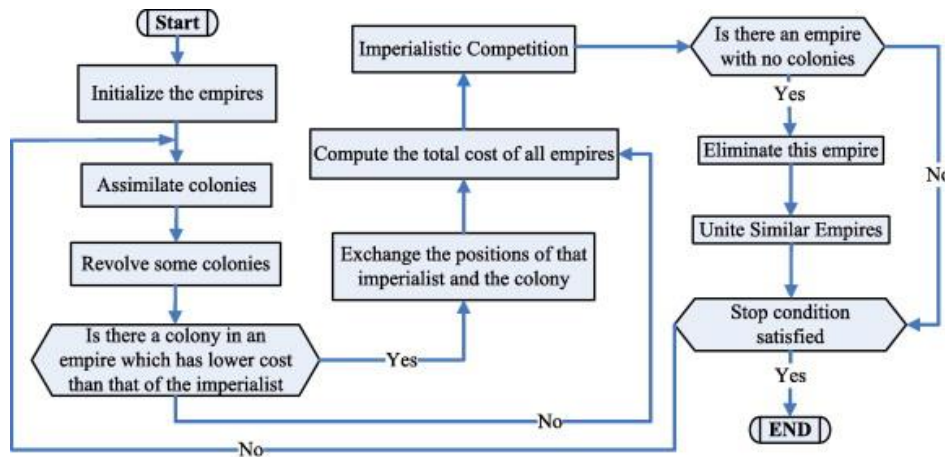 Start
Initialize the empires
Assimilate colonies
Revolve some colonies
Is there a colony in an
empire which has lower cost
than that of the imperialist
Yes
No
Exchange the positions of that
imperialist and the colony
Compute the total cost of all empires
Imperialistic Competition
Is there an empire
with no colonies
Yes
No
Eliminate this empire
Unite Similar Empires
Stop condition
satisfied
Yes
No
END